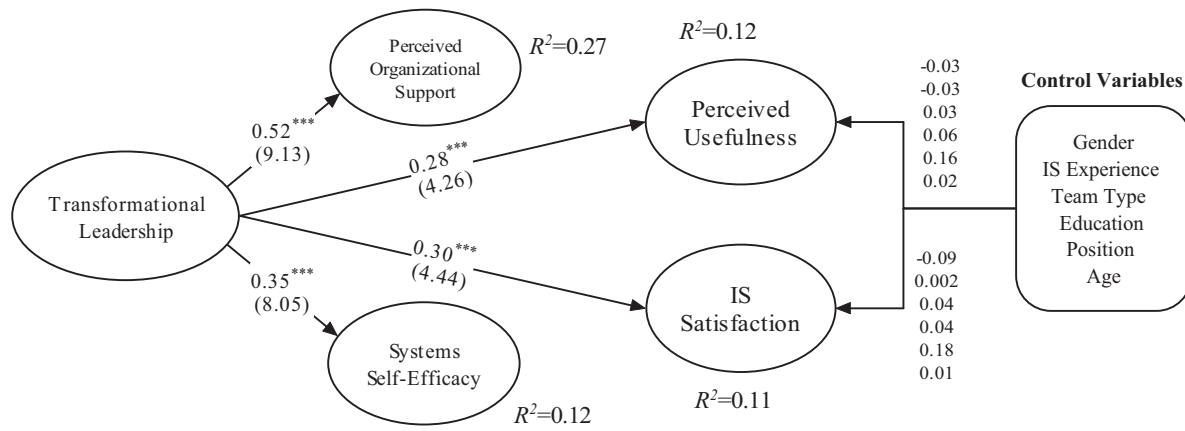 Perceived
Organizational
Support
R²=0.27
R²=0.12
Perceived
Usefulness
-0.03
-0.03
0.03
0.06
0.16
0.02
Control Variables
Gender
IS Experience
Team Type
Education
Position
Age
0.52***
(9.13)
0.28***
(4.26)
Transformational
Leadership
0.30***
(4.44)
0.35***
(8.05)
IS
Satisfaction
-0.09
0.002
0.04
0.04
0.18
0.01
Systems
Self-Efficacy
R²=0.12
R²=0.11